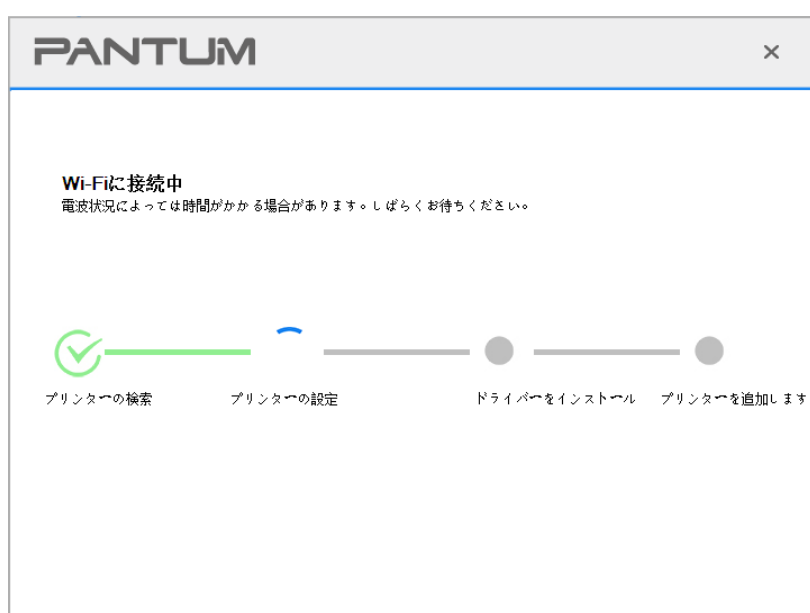 PANTUM
Wi-Fiに接続中
電波状況によっては時間がかかる場合があります。しばらくお待ちください。
プリンターの検索
プリンターの設定
ドライバーをインストール
プリンターを追加します